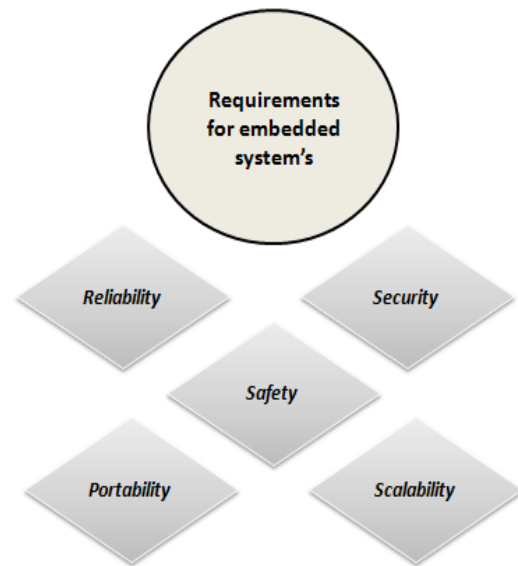 Requirements
for embedded
system's
Reliability
Security
Safety
Portability
Scalability